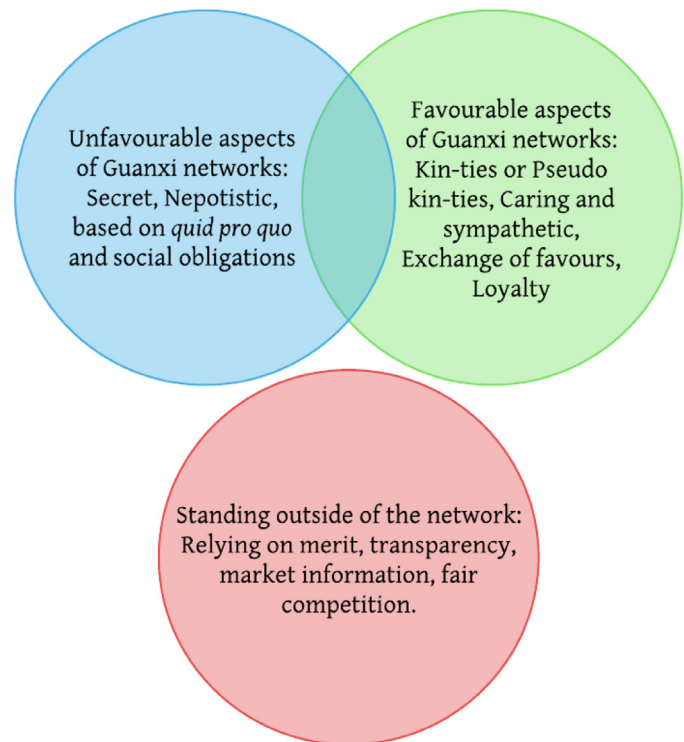 Unfavourable aspects
of Guanxi networks:
Secret, Nepotistic,
based on quid pro quo
and social obligations
Favourable aspects
of Guanxi networks:
Kin-ties or Pseudo
kin-ties, Caring and
sympathetic,
Exchange of favours,
Loyalty
Standing outside of the network:
Relying on merit, transparency,
market information, fair
competition.